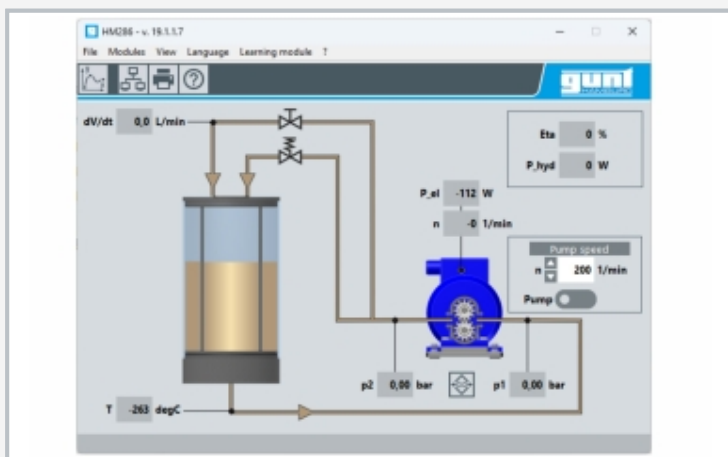 HM286 - v. 19.1.1.7
File Modules View Language Learning module ?
gunt
dV/dt 0,0 L/min
Eta 0 %
P_hyd 0 W
P_el -112 W
n -0 1/min
Pump speed
n 200 1/min
Pump
p2 0,00 bar
p1 0,00 bar
T -263 degC